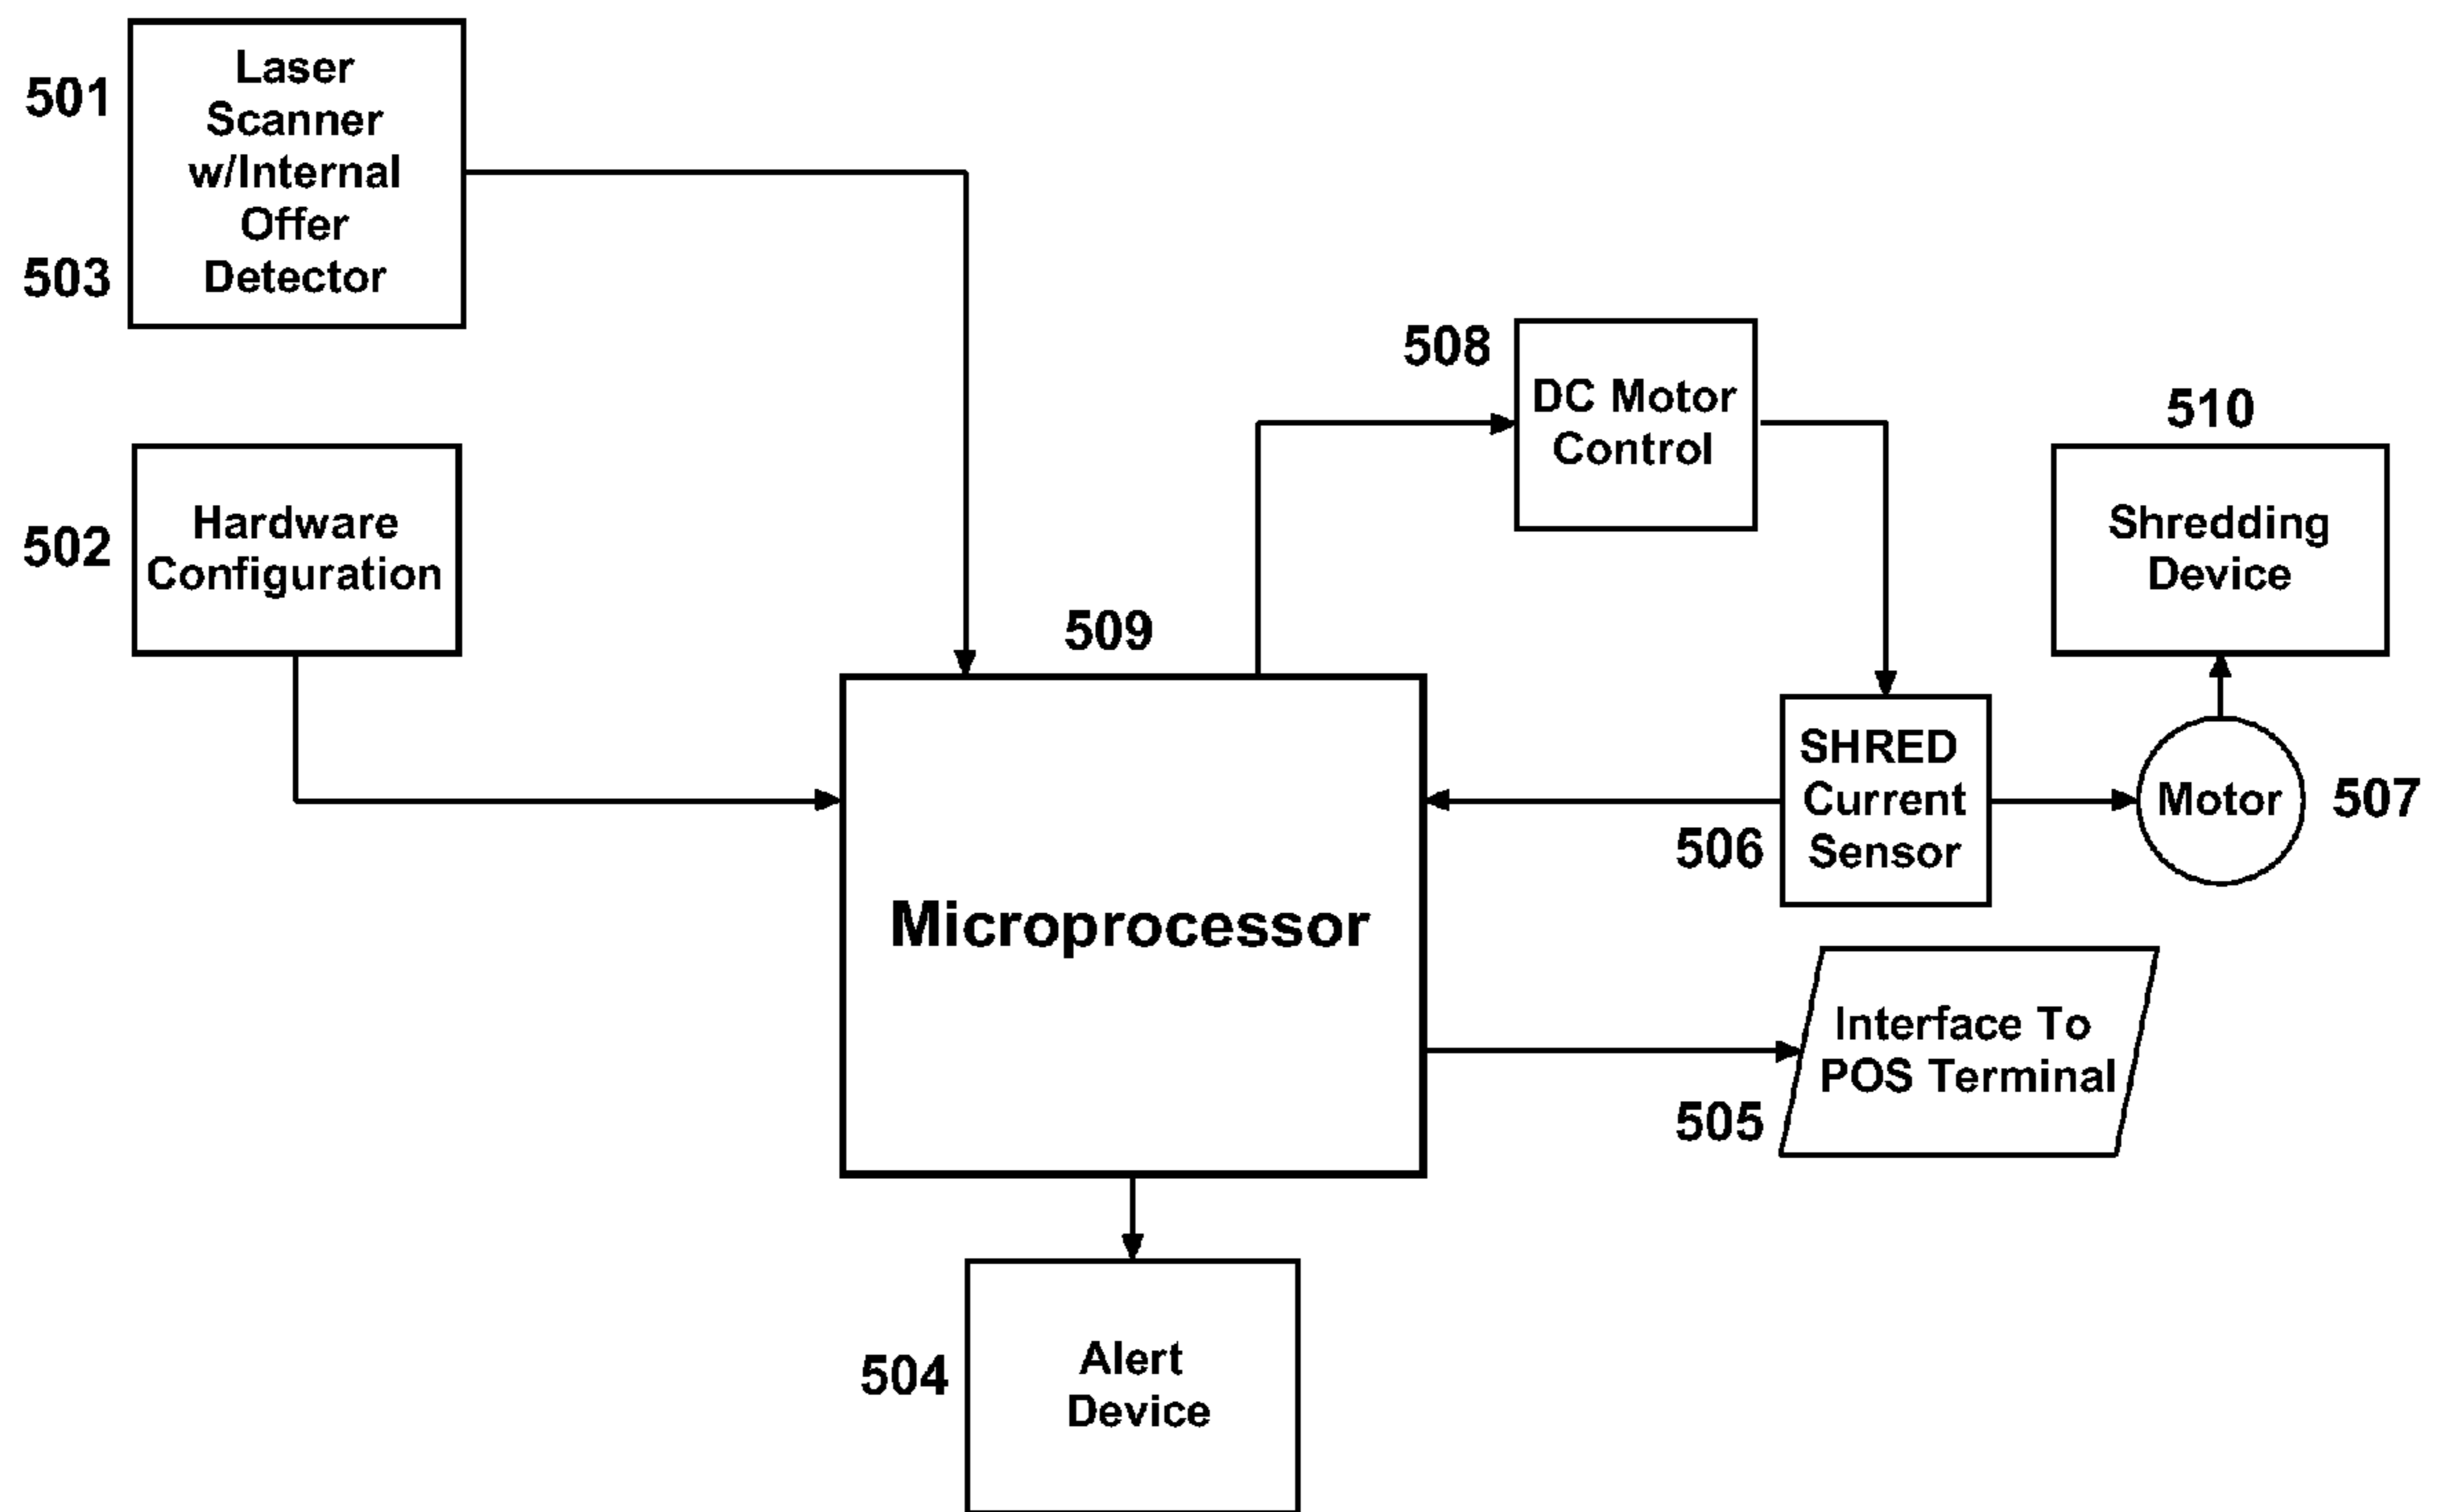 501
Laser
Scanner
w/Internal
Offer
Detector
503
502
Hardware
Configuration
508
DC Motor
Control
510
Shredding
Device
509
Microprocessor
SHRED
Current
Sensor
506
Motor
507
Interface To
POS Terminal
505
504
Alert
Device